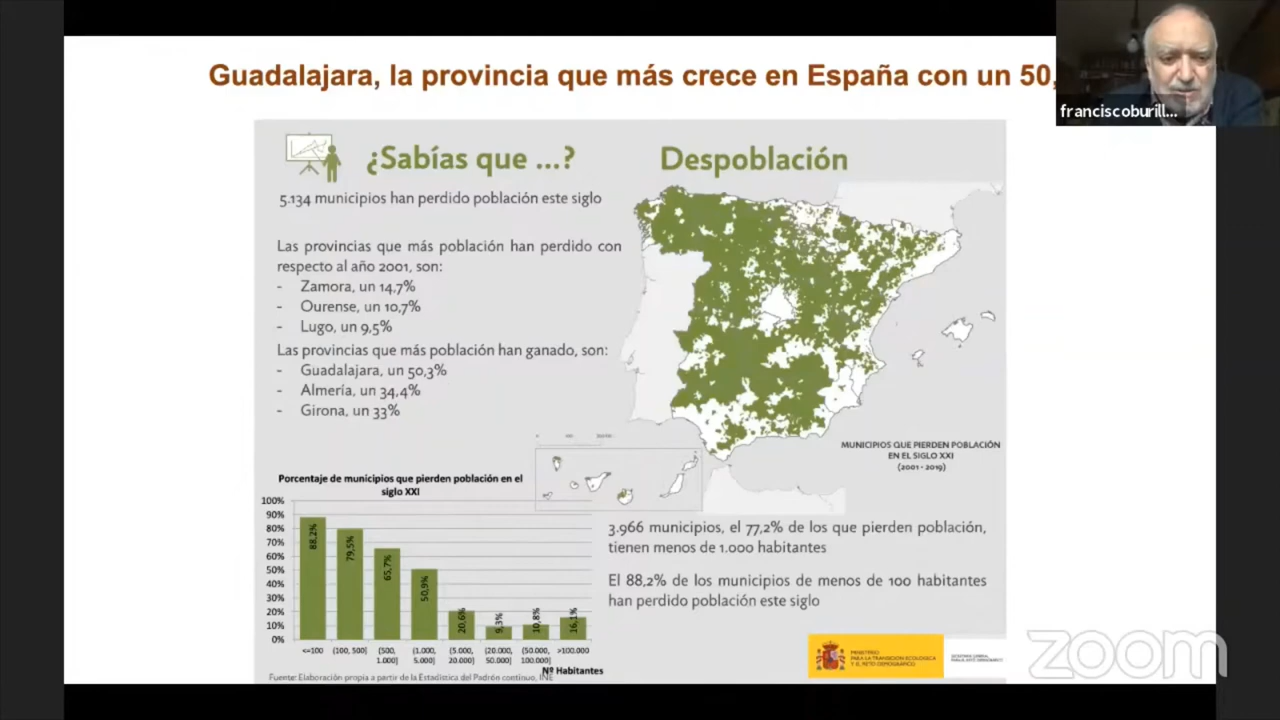 Guadalajara, la provincia que más crece en España con un 50,
franciscoburill...
¿Sabías que ...?
Despoblación
5.134 municipios han perdido población este siglo
Las provincias que más población han perdido con
respecto al año 2001, son:
- Zamora, un 14,7%
- Ourense, un 10,7%
- Lugo, un 9,5%
Las provincias que más población han ganado, son:
- Guadalajara, un 50,3%
- Almería, un 34,4%
- Girona, un 33%
MUNICIPIOS QUE PIERDEN POBLACIÓN
EN EL SIGLO XXI
(2001 - 2019)
Porcentaje de municipios que pierden población en el
siglo XXI
100%
90%
80%
70%
60%
50%
40%
30%
20%
10%
0%
88,2%
79,5%
65,7%
50,9%
20,6%
9,3%
10,8%
16,1%
<=100 (100, 500] (500, (1.000, (5.000, (20.000, (50.000, >100.000
1.000] 5.000] 20.000] 50.000] 100.000]
Nº Habitantes
Fuente: Elaboración propia a partir de la Estadística del Padrón continuo, INE
3.966 municipios, el 77,2% de los que pierden población,
tienen menos de 1.000 habitantes
El 88,2% de los municipios de menos de 100 habitantes
han perdido población este siglo
MINISTERIO
PARA LA TRANSICIÓN ECOLÓGICA
Y EL RETO DEMOGRÁFICO
zoom